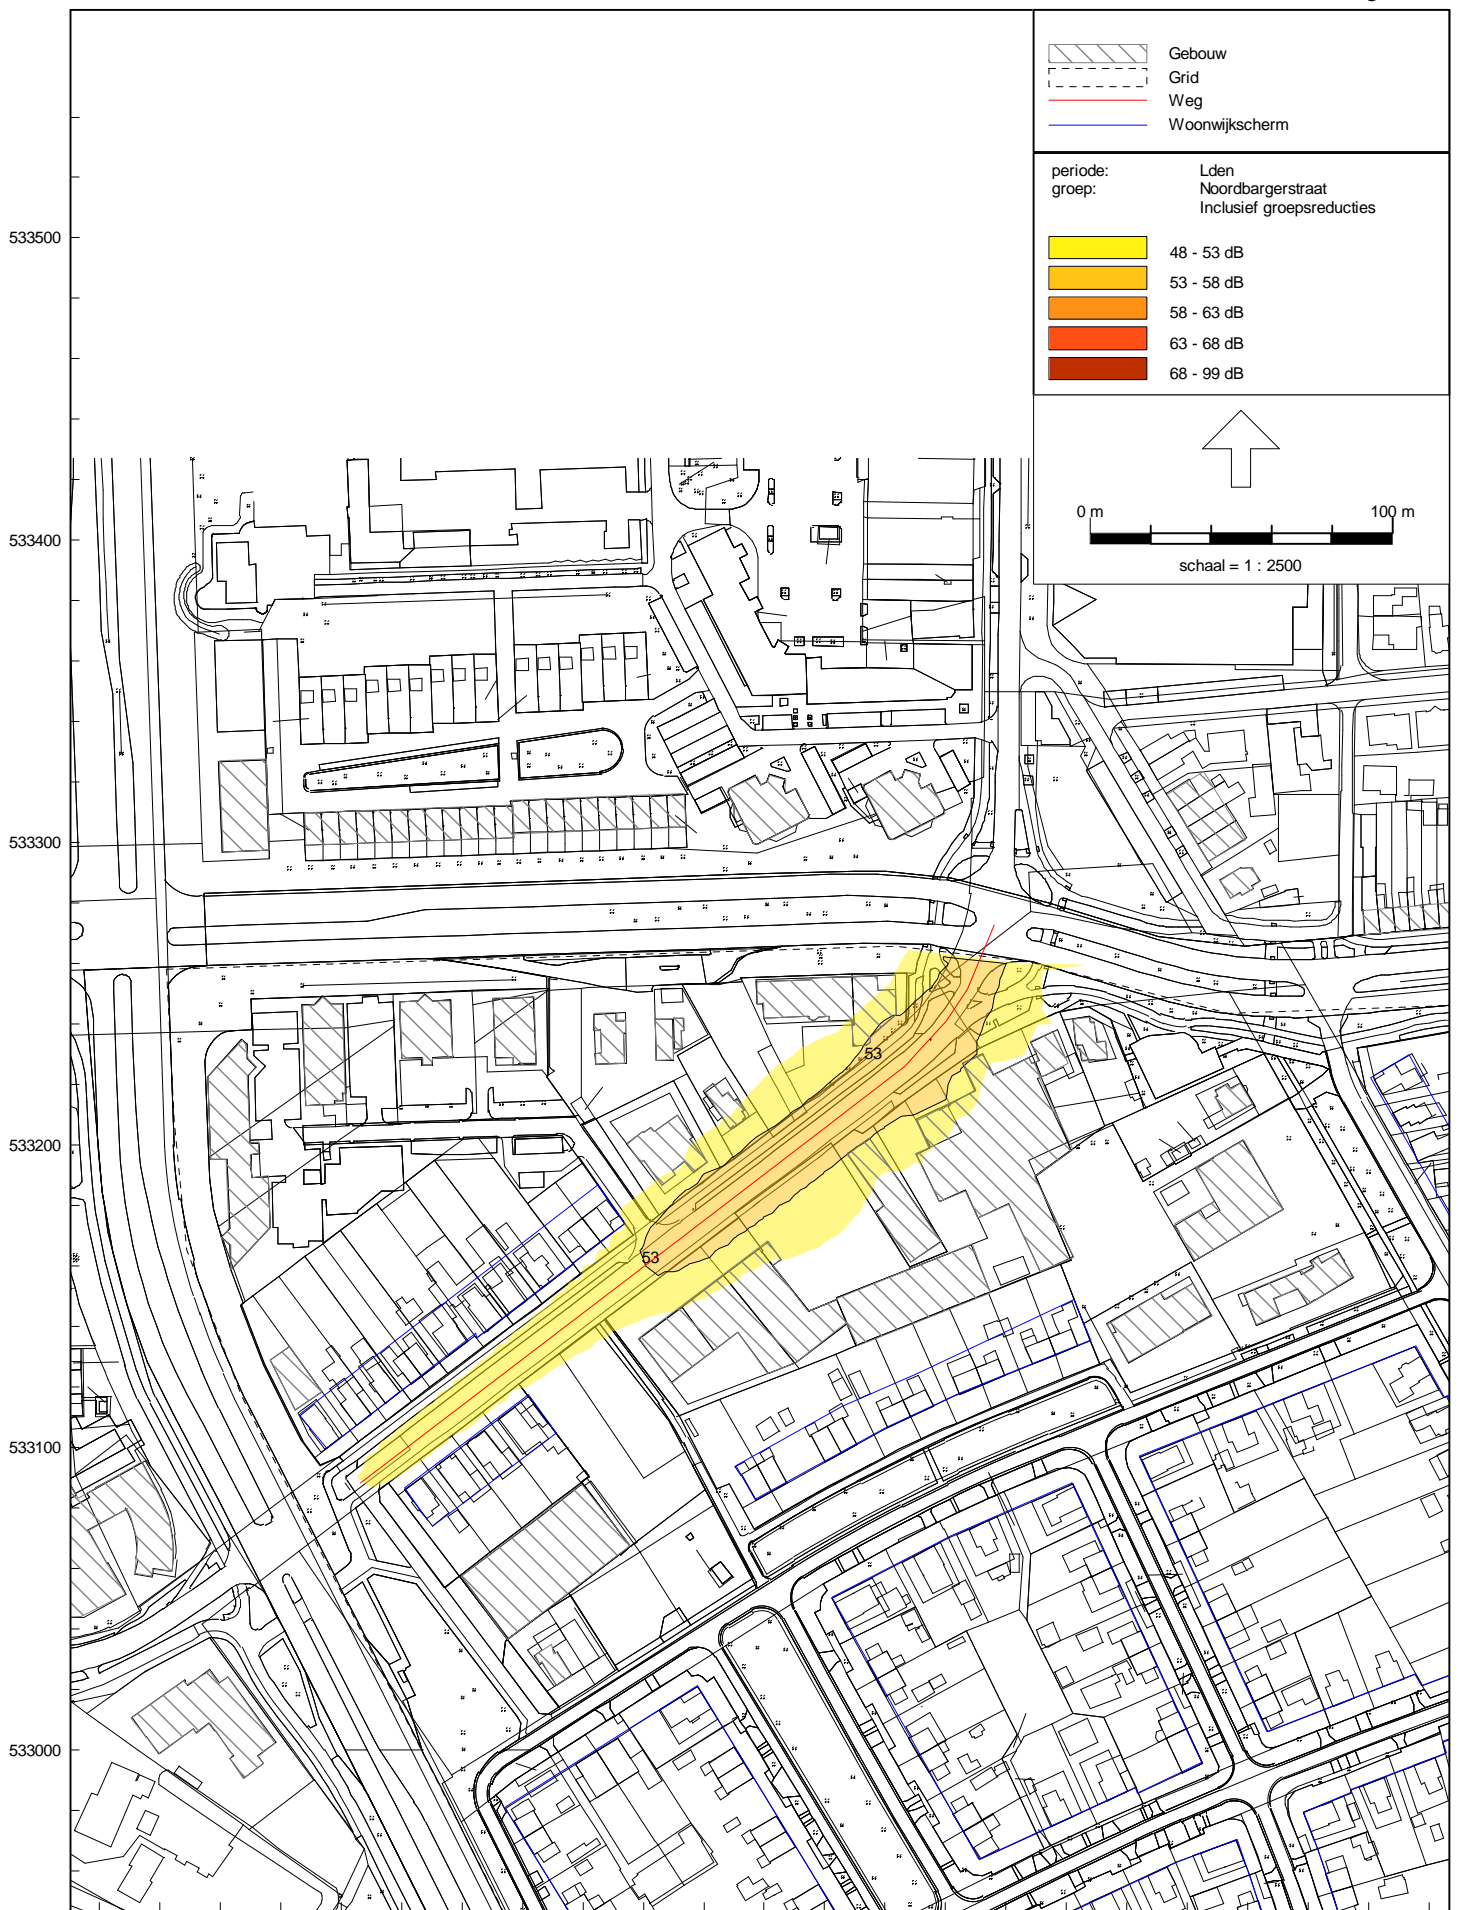 Gebouw
Grid
Weg
Woonwijkscherm
periode: Lden
groep: Noordbargerstraat
Inclusief groepsreducties
48 - 53 dB
53 - 58 dB
58 - 63 dB
63 - 68 dB
68 - 99 dB
0 m 100 m
schaal = 1 : 2500
533500
533400
533300
533200
533100
533000
53
53